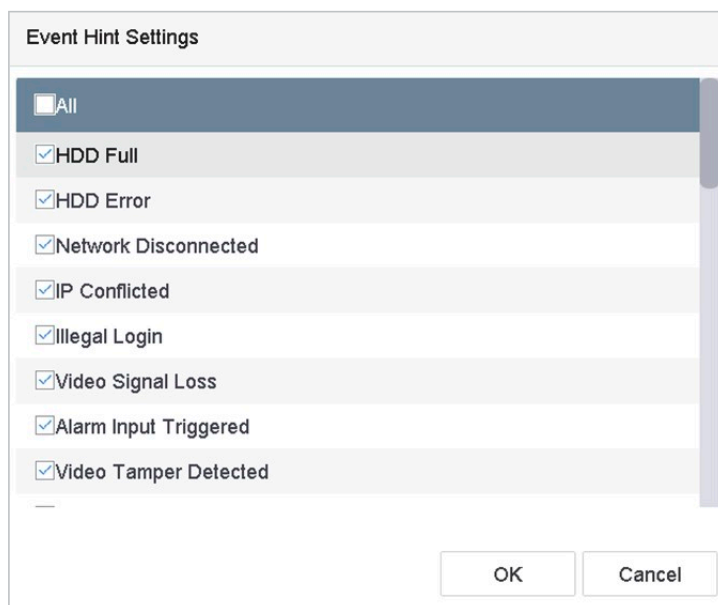 Event Hint Settings
All
HDD Full
HDD Error
Network Disconnected
IP Conflicted
Illegal Login
Video Signal Loss
Alarm Input Triggered
Video Tamper Detected
OK Cancel